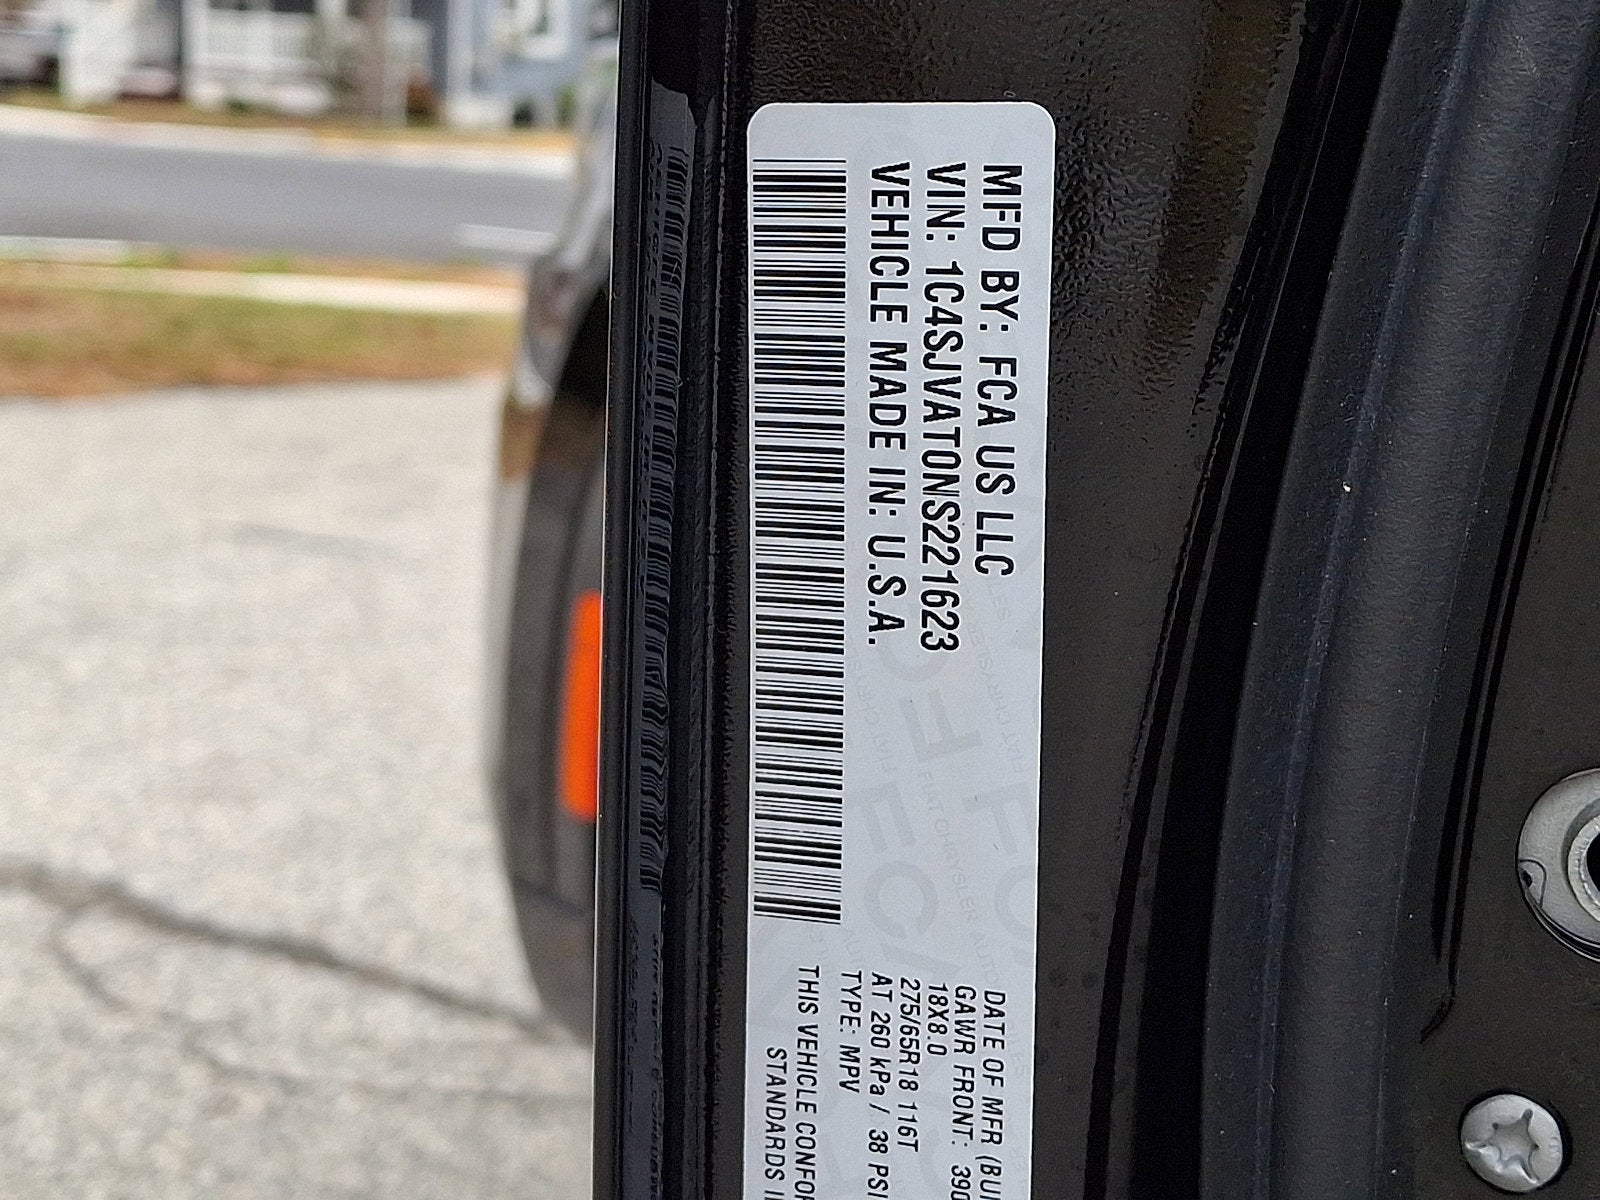 MFD BY: FCA US LLC
VIN: 1C4SJVAT0NS221623
VEHICLE MADE IN: U.S.A.
DATE OF MFR
GAWR FRONT:
18X8.0
275/65R18 116T
AT 260 kPa / 38 PSI
TYPE: MPV
THIS VEHICLE
STANDARDS